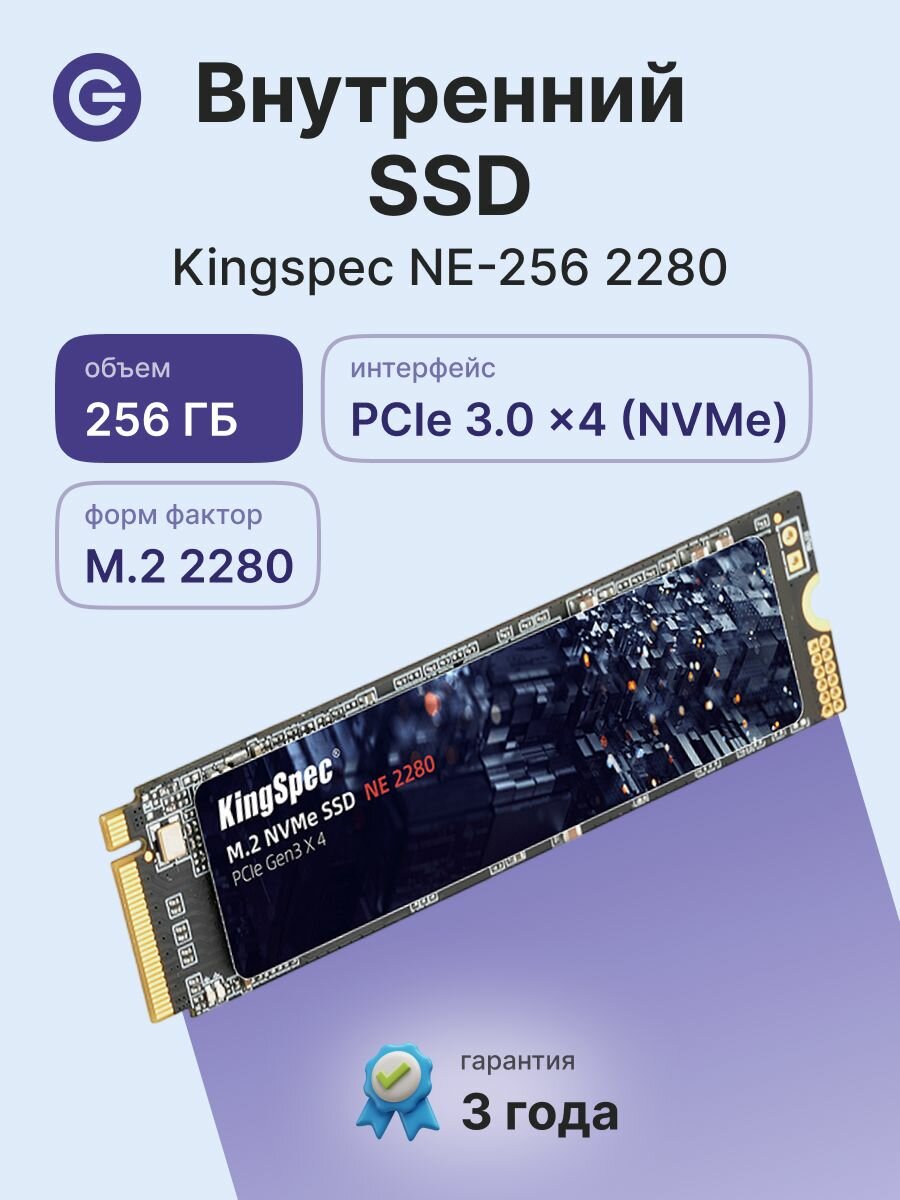 Внутренний
SSD
Kingspec NE-256 2280
объем
256 ГБ
интерфейс
PCIe 3.0 ×4 (NVMe)
форм фактор
M.2 2280
KingSpec®
M.2 NVMe SSD NE 2280
PCIe Gen3 X 4
гарантия
3 года